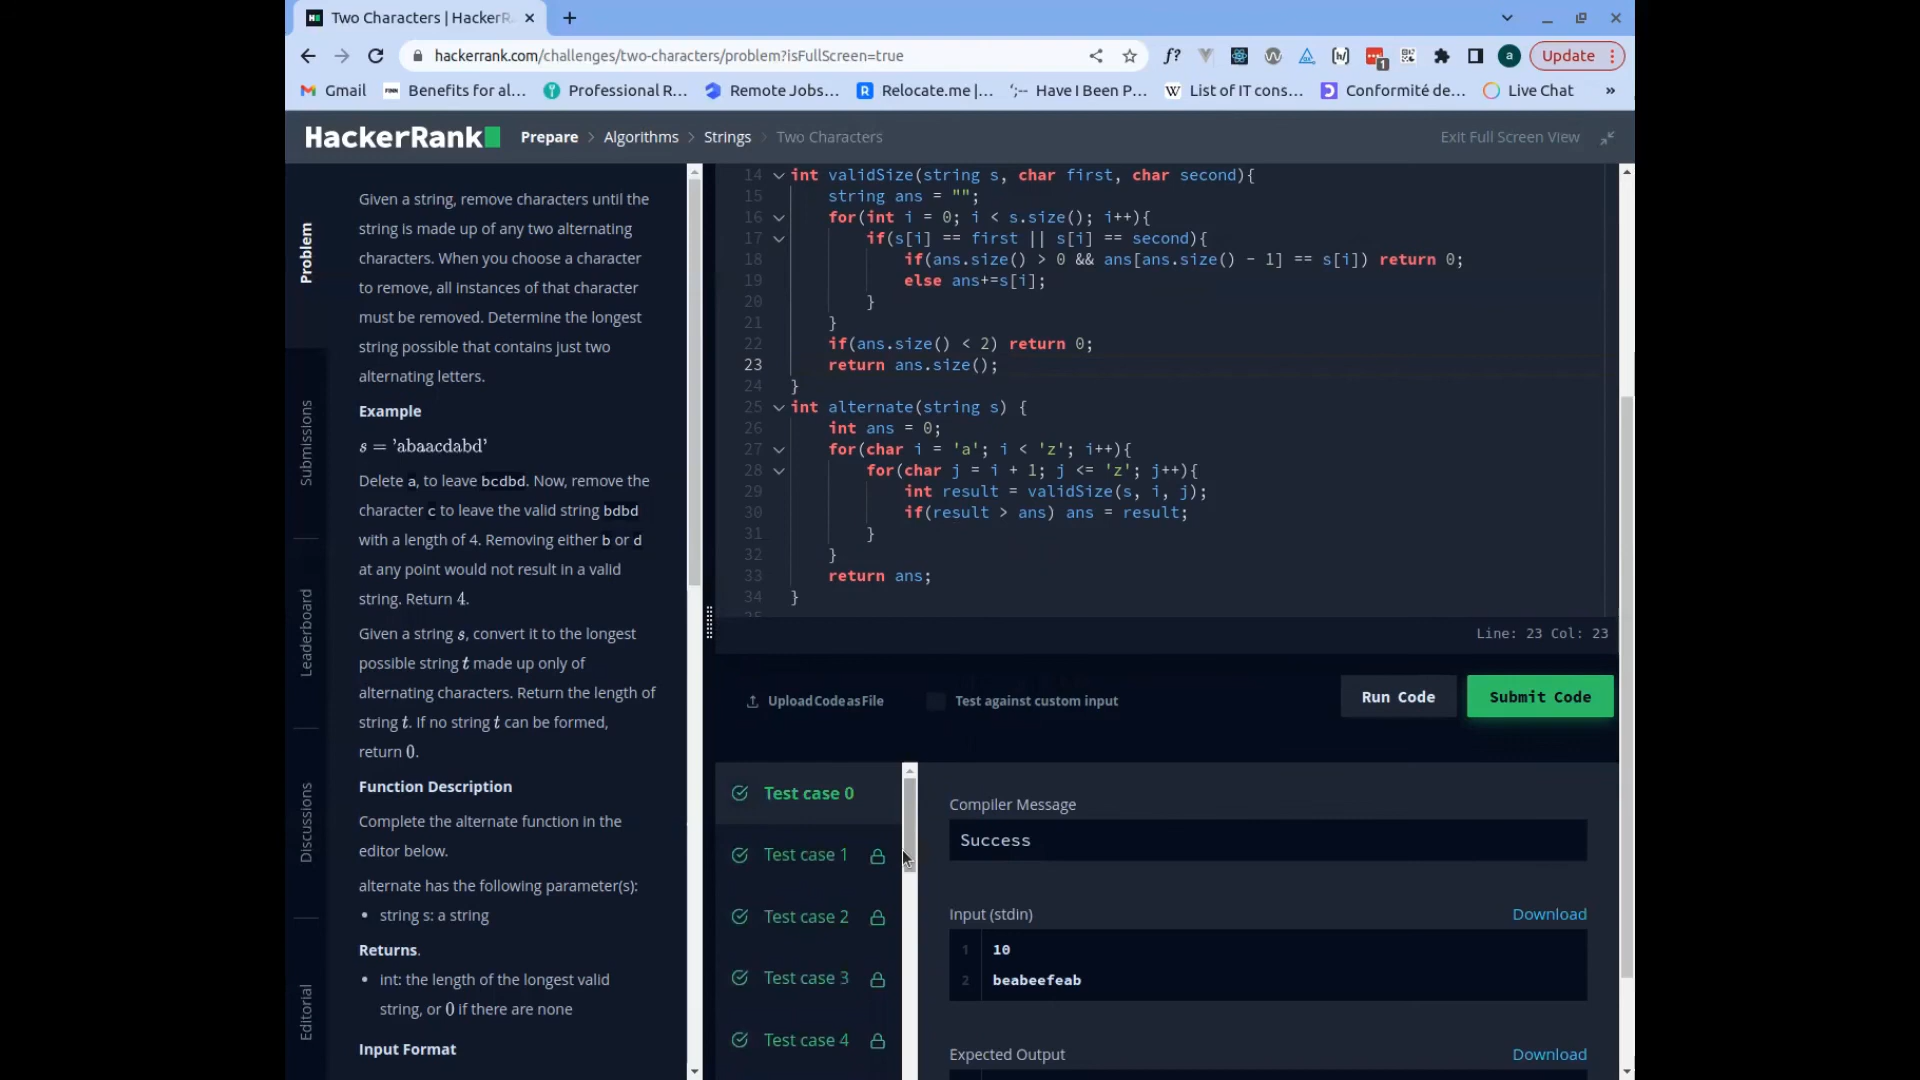 Two Characters | HackerR
hackerrank.com/challenges/two-characters/problem?isFullScreen=true
f?
1
a
Update
Gmail
FINN
Benefits for al...
Professional R...
Remote Jobs...
Relocate.me |...
Have I Been P...
W List of IT cons...
Conformité de...
Live Chat
»
HackerRank
Prepare > Algorithms > Strings > Two Characters
Exit Full Screen View
Problem
Submissions
Leaderboard
Discussions
Editorial
Given a string, remove characters until the
string is made up of any two alternating
characters. When you choose a character
to remove, all instances of that character
must be removed. Determine the longest
string possible that contains just two
alternating letters.
Example
s = 'abaacdabd'
Delete a, to leave bcdbd. Now, remove the
character c to leave the valid string bdbd
with a length of 4. Removing either b or d
at any point would not result in a valid
string. Return 4.
Given a string s, convert it to the longest
possible string t made up only of
alternating characters. Return the length of
string t. If no string t can be formed,
return 0.
Function Description
Complete the alternate function in the
editor below.
alternate has the following parameter(s):
• string s: a string
Returns.
• int: the length of the longest valid
string, or 0 if there are none
Input Format
14 int validSize(string s, char first, char second){
15 string ans = "";
16 for(int i = 0; i < s.size(); i++){
17 if(s[i] == first || s[i] == second){
18 if(ans.size() > 0 && ans[ans.size() - 1] == s[i]) return 0;
19 else ans+=s[i];
20 }
21 }
22 if(ans.size() < 2) return 0;
23 return ans.size();
24 }
25 int alternate(string s) {
26 int ans = 0;
27 for(char i = 'a'; i < 'z'; i++){
28 for(char j = i + 1; j <= 'z'; j++){
29 int result = validSize(s, i, j);
30 if(result > ans) ans = result;
31 }
32 }
33 return ans;
34 }
Line: 23 Col: 23
Upload Code as File
Test against custom input
Run Code
Submit Code
Test case 0
Test case 1
Test case 2
Test case 3
Test case 4
Compiler Message
Success
Input (stdin)
Download
1 10
2 beabeefeab
Expected Output
Download